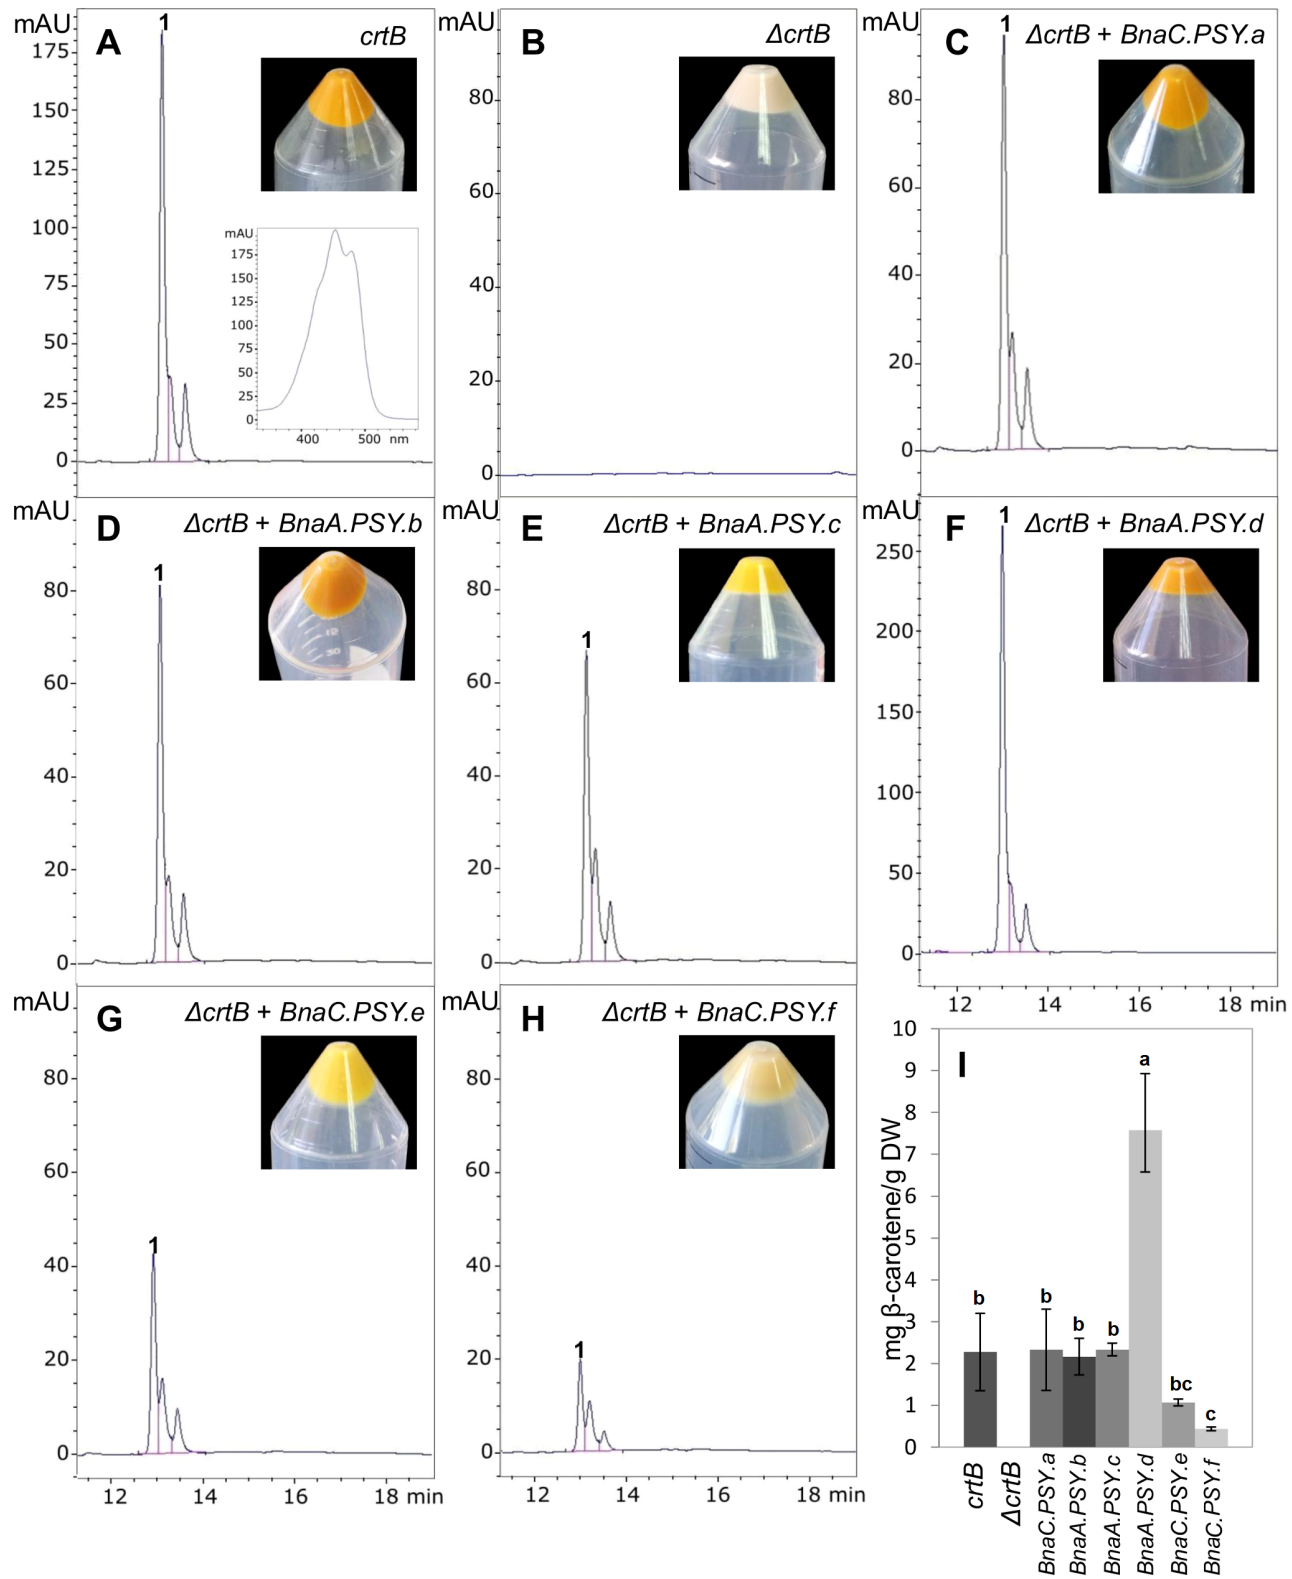 mAU
A
crtB
1
175
150
125
100
75
50
25
0
mAU
175
150
125
100
75
50
25
0
400 500 nm
mAU
B
ΔcrtB
80
60
40
20
0
mAU
C
ΔcrtB + BnaC.PSY.a
1
80
60
40
20
0
mAU
D
ΔcrtB + BnaA.PSY.b
1
80
60
40
20
0
mAU
E
ΔcrtB + BnaA.PSY.c
1
80
60
40
20
0
mAU
F
ΔcrtB + BnaA.PSY.d
1
250
200
150
100
50
0
12 14 16 18 min
mAU
G
ΔcrtB + BnaC.PSY.e
1
80
60
40
20
0
12 14 16 18 min
mAU
H
ΔcrtB + BnaC.PSY.f
1
80
60
40
20
0
12 14 16 18 min
I
mg β-carotene/g DW
10
9
8
7
6
5
4
3
2
1
0
b
b
b
b
a
bc
c
crtB
ΔcrtB
BnaC.PSY.a
BnaA.PSY.b
BnaA.PSY.c
BnaA.PSY.d
BnaC.PSY.e
BnaC.PSY.f